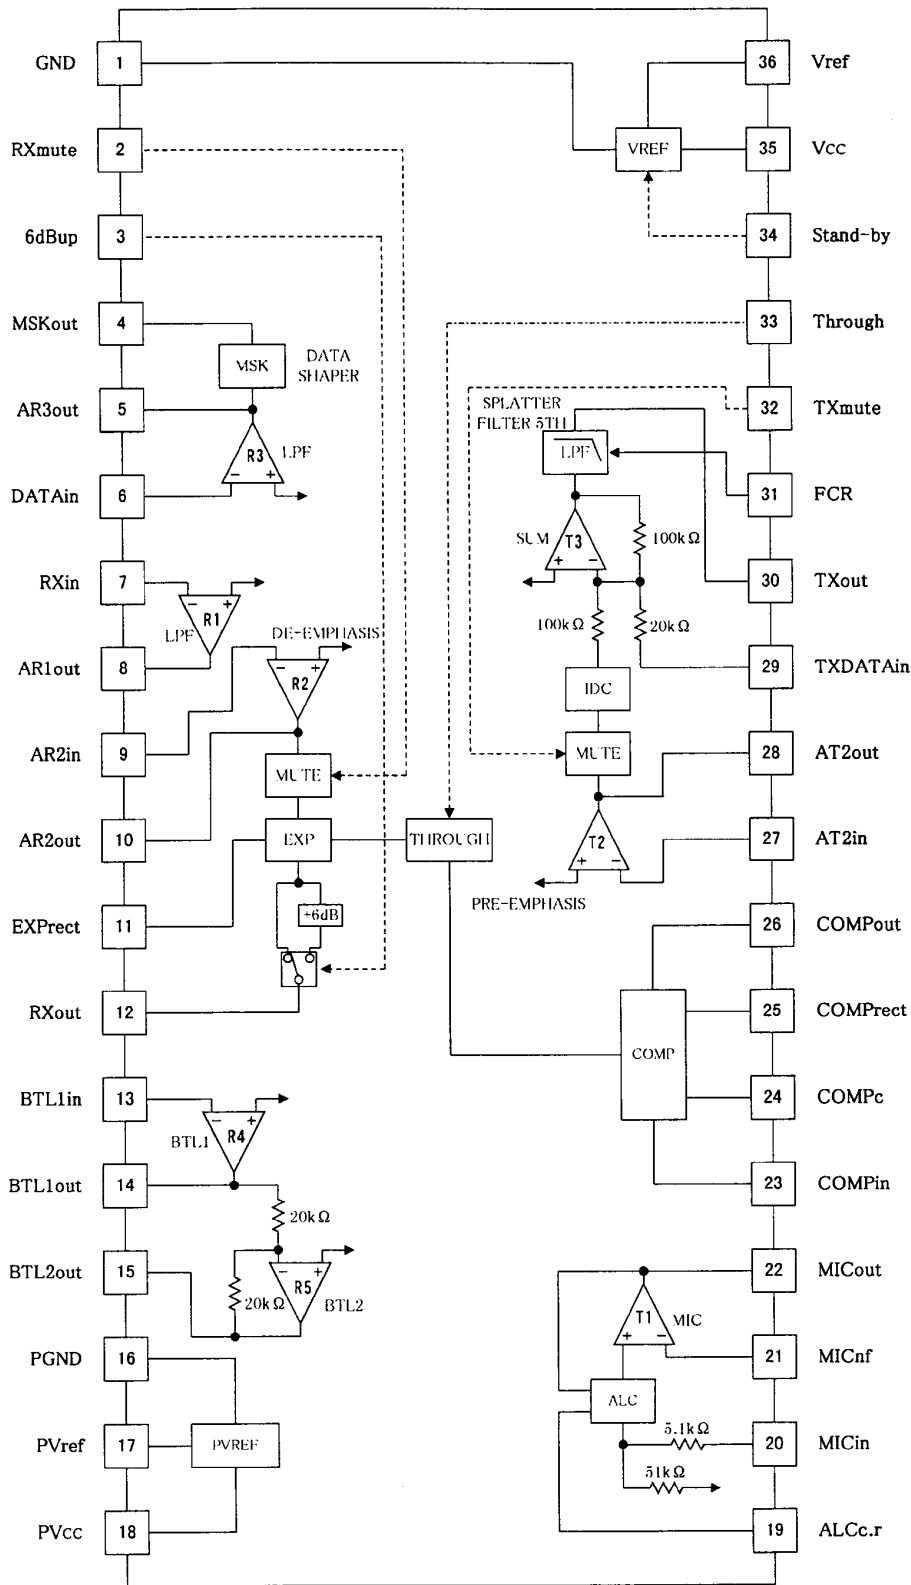 GND 1
RXmute 2
6dBup 3
MSKout 4
AR3out 5
DATAin 6
RXin 7
AR1out 8
AR2in 9
AR2out 10
EXPrect 11
RXout 12
BTL1in 13
BTL1out 14
BTL2out 15
PGND 16
PVref 17
PVcc 18
MSK
DATA
SHAPER
R3
LPF
- +
- +
R1
LPF
DE-EMPHASIS
- +
R2
MUTE
EXP
+6dB
THROUGH
- +
R4
BTL1
20kΩ
- +
R5
20kΩ
BTL2
PVREF
VREF
SPLATTER
FILTER 5TH
LPF
SUM
T3
+ -
100kΩ
100kΩ
20kΩ
IDC
MUTE
T2
+ -
PRE-EMPHASIS
COMP
T1
MIC
+ -
ALC
5.1kΩ
51kΩ
36 Vref
35 Vcc
34 Stand-by
33 Through
32 TXmute
31 FCR
30 TXout
29 TXDATAin
28 AT2out
27 AT2in
26 COMPout
25 COMPrect
24 COMPc
23 COMPin
22 MICout
21 MICnf
20 MICin
19 ALCc.r